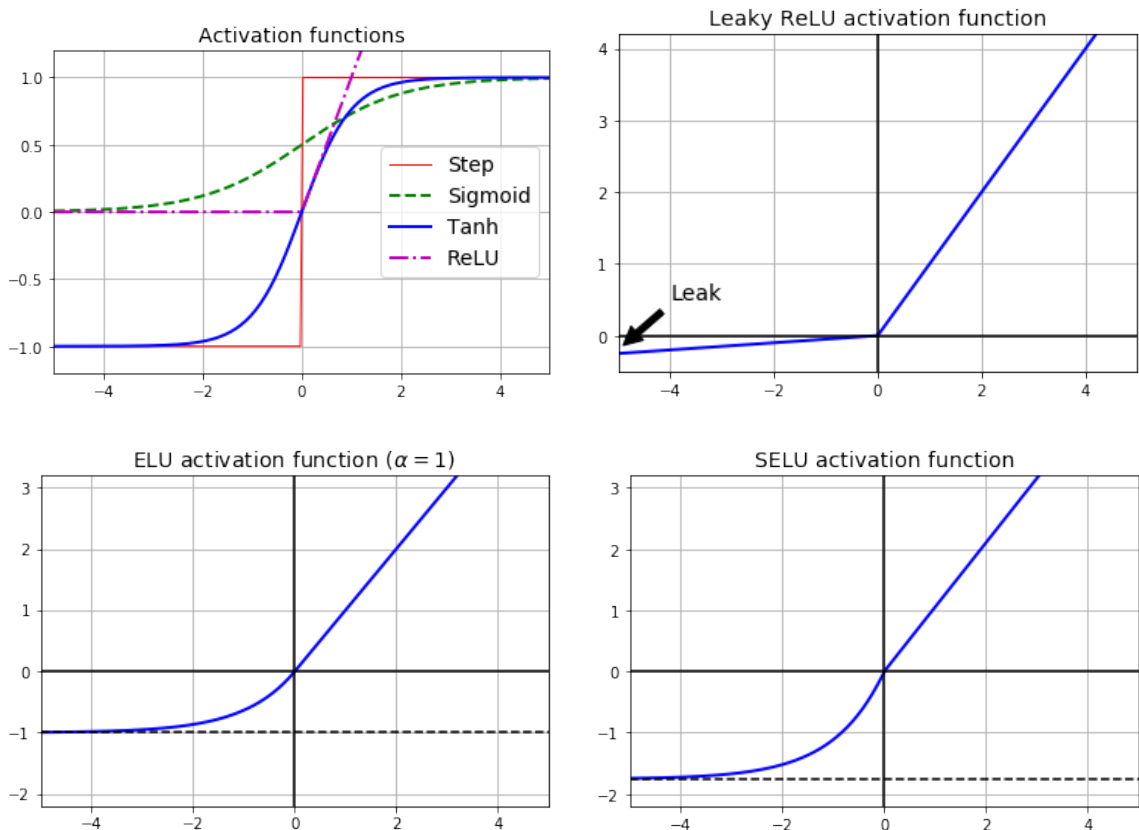 Activation functions
1.0
0.5
0.0
−0.5
−1.0
−4 −2 0 2 4
Step
Sigmoid
Tanh
ReLU
Leaky ReLU activation function
4
3
2
1
0
Leak
−4 −2 0 2 4
ELU activation function (α = 1)
3
2
1
0
−1
−2
−4 −2 0 2 4
SELU activation function
3
2
1
0
−1
−2
−4 −2 0 2 4